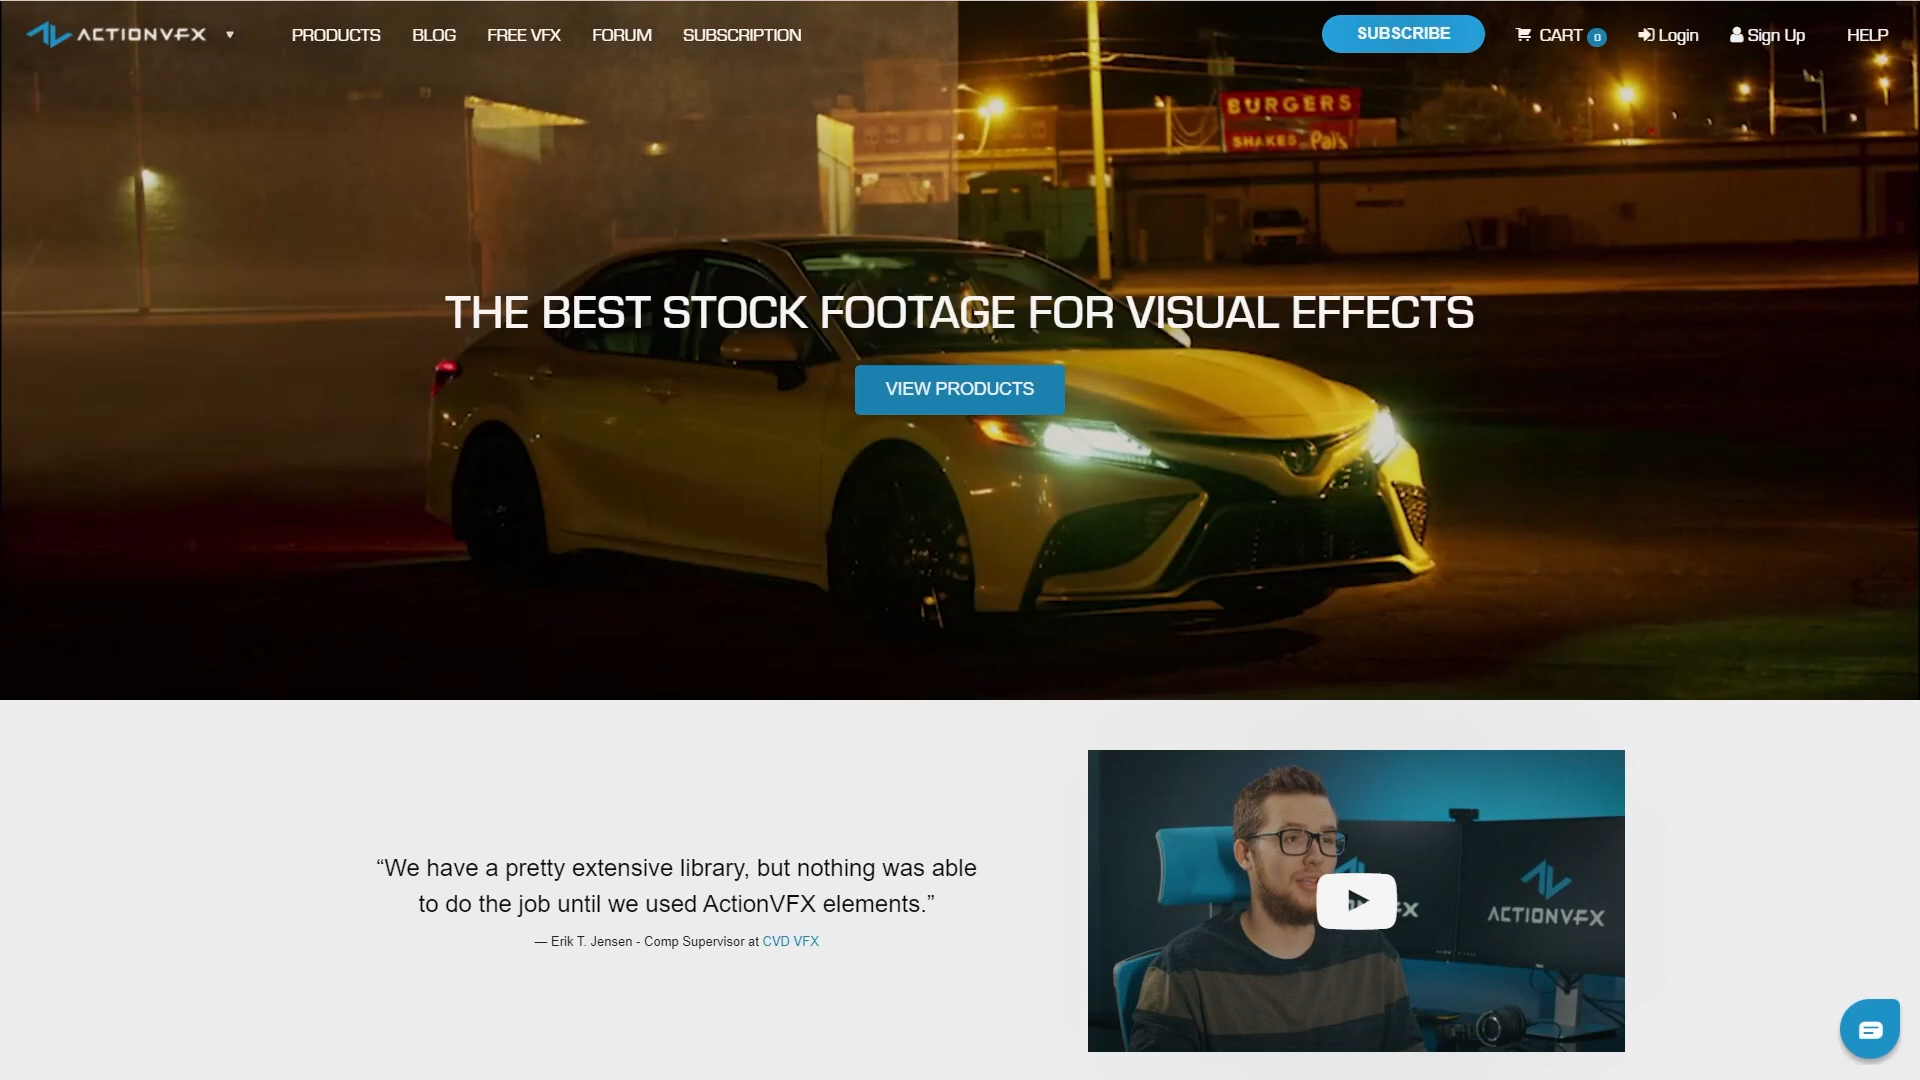 ACTIONVFX
PRODUCTS
BLOG
FREE VFX
FORUM
SUBSCRIPTION
SUBSCRIBE
CART 0
Login
Sign Up
HELP
BURGERS
SHAKES Pal's
THE BEST STOCK FOOTAGE FOR VISUAL EFFECTS
VIEW PRODUCTS
“We have a pretty extensive library, but nothing was able
to do the job until we used ActionVFX elements.”
— Erik T. Jensen - Comp Supervisor at CVD VFX
ACTIONVFX